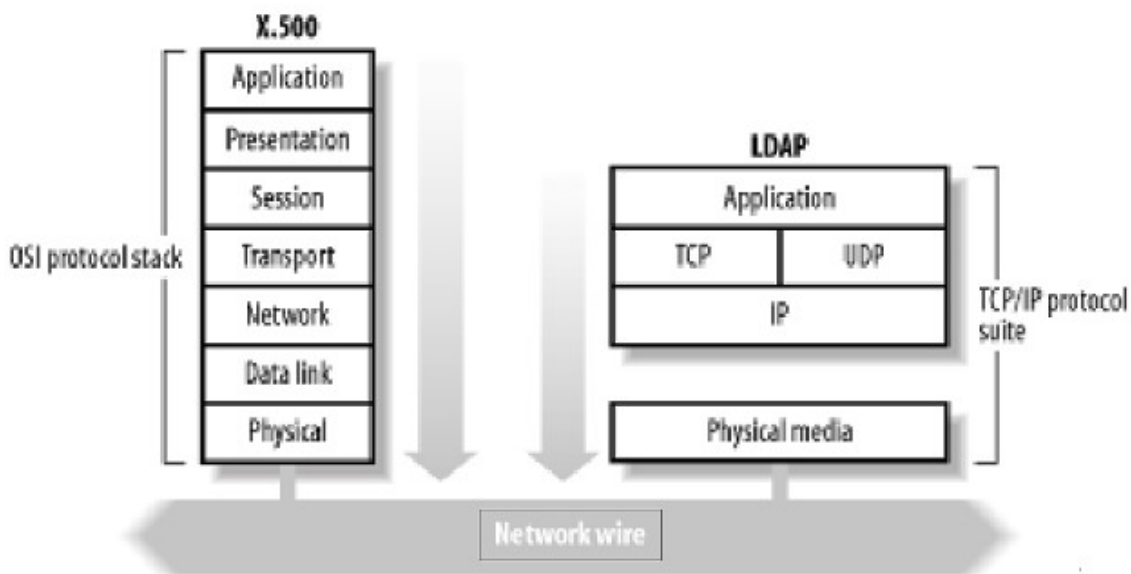 X.500
Application
Presentation
Session
OSI protocol stack
Transport
Network
Data link
Physical
LDAP
Application
TCP
UDP
IP
TCP/IP protocol
suite
Physical media
Network wire